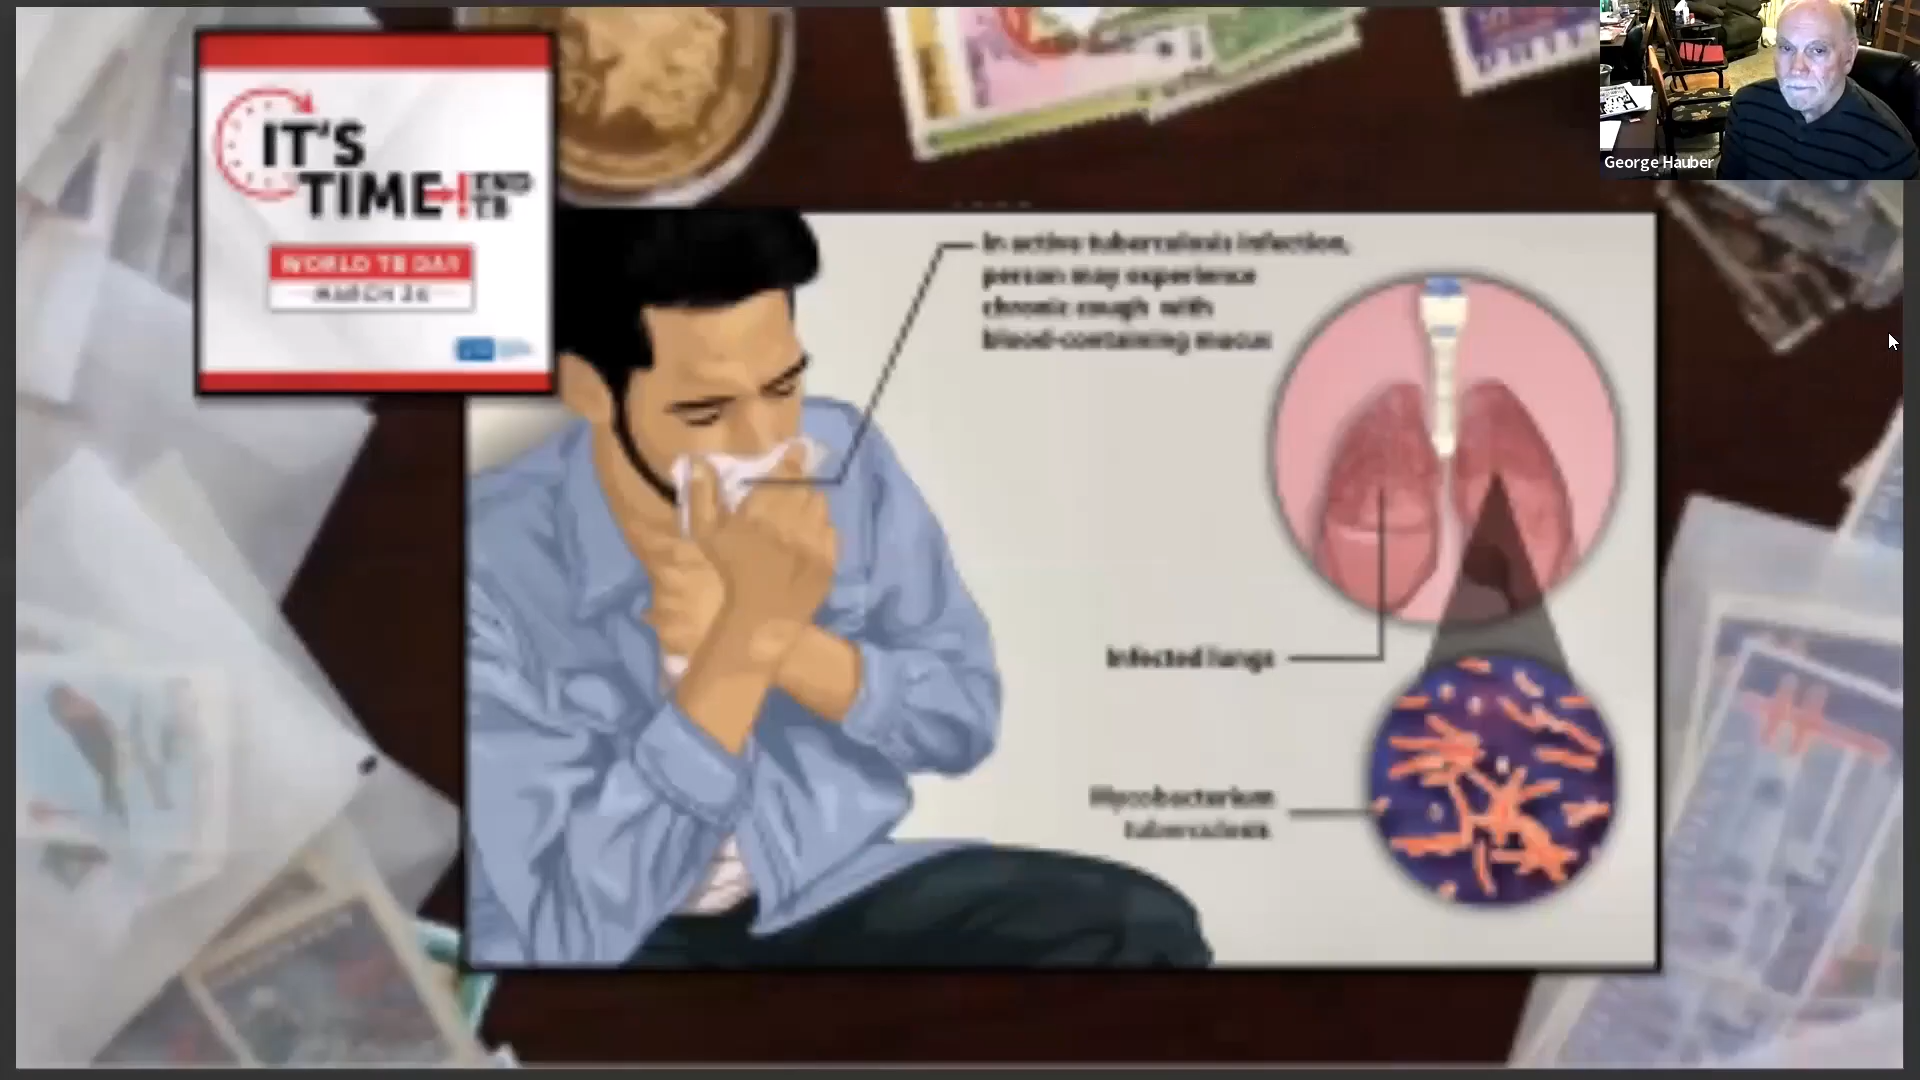 IT'S
TIME
END
TB
WORLD TB DAY
MARCH 24
George Hauber
In active tuberculosis infection,
person may experience
chronic cough with
blood-containing mucus
Infected lungs
Mycobacterium
tuberculosis